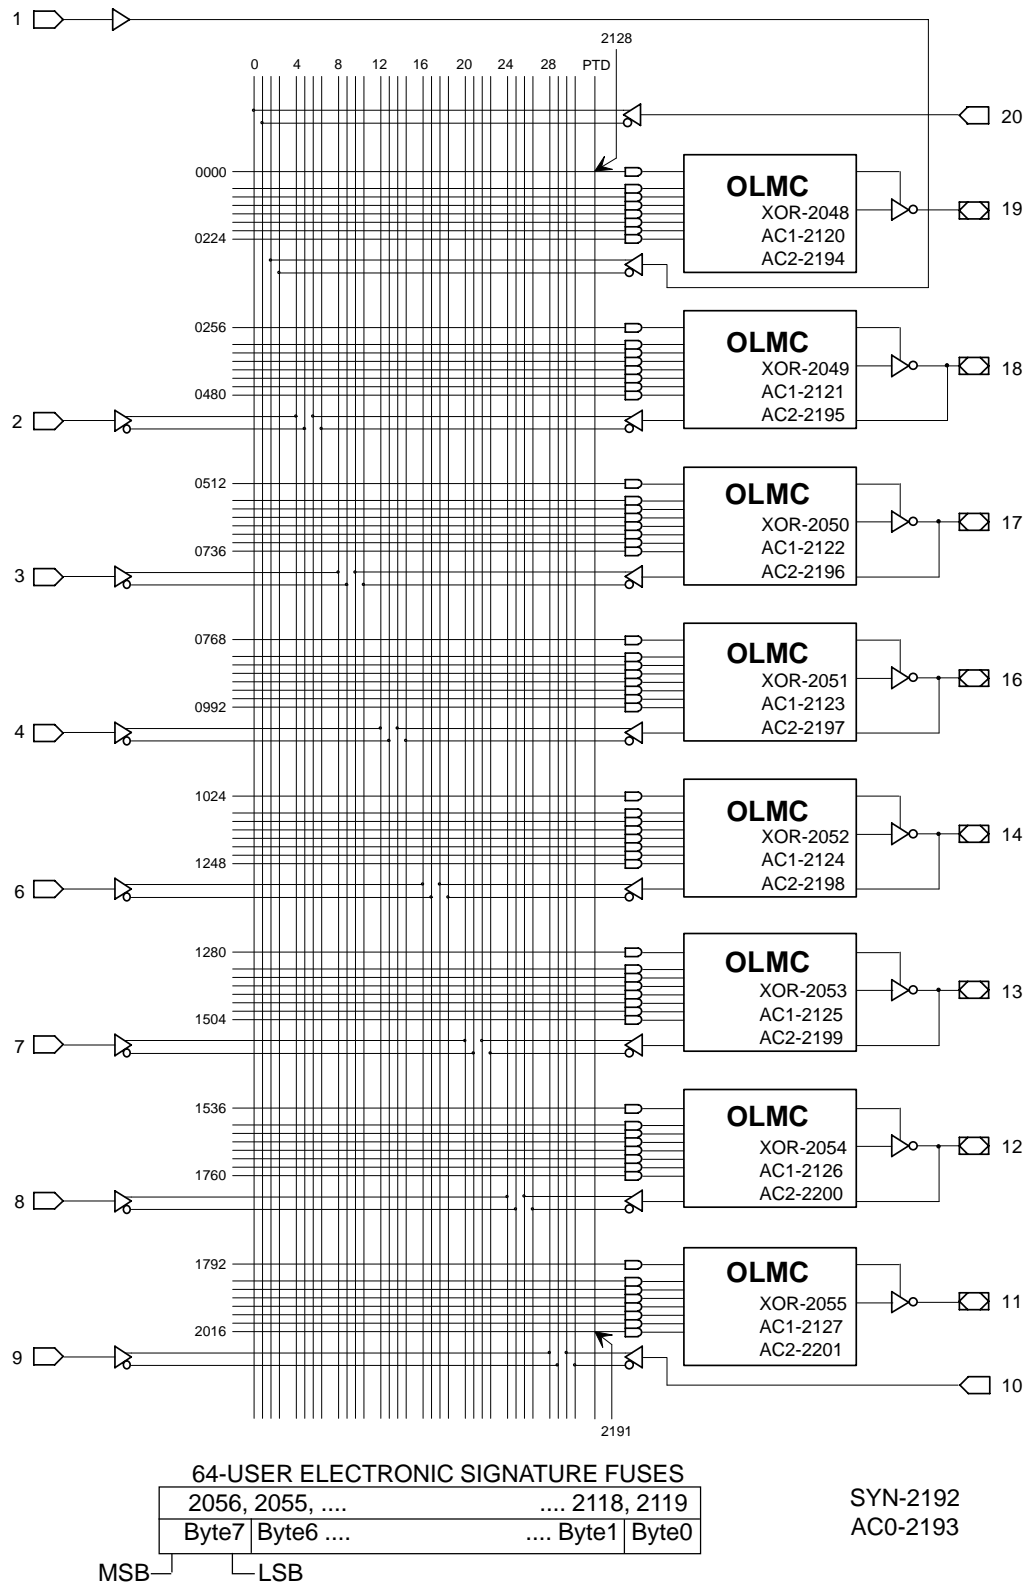 1
2128
0 4 8 12 16 20 24 28 PTD
20
0000
OLMC
XOR-2048
19
AC1-2120
0224
AC2-2194
0256
OLMC
XOR-2049
18
AC1-2121
0480
AC2-2195
2
0512
OLMC
XOR-2050
17
AC1-2122
0736
AC2-2196
3
0768
OLMC
XOR-2051
16
AC1-2123
0992
AC2-2197
4
1024
OLMC
XOR-2052
14
AC1-2124
1248
AC2-2198
6
1280
OLMC
XOR-2053
13
AC1-2125
1504
AC2-2199
7
1536
OLMC
XOR-2054
12
AC1-2126
1760
AC2-2200
8
1792
OLMC
XOR-2055
11
AC1-2127
2016
AC2-2201
9
10
2191
64-USER ELECTRONIC SIGNATURE FUSES
2056, 2055, .... .... 2118, 2119
Byte7 Byte6 .... .... Byte1 Byte0
MSB LSB
SYN-2192
AC0-2193